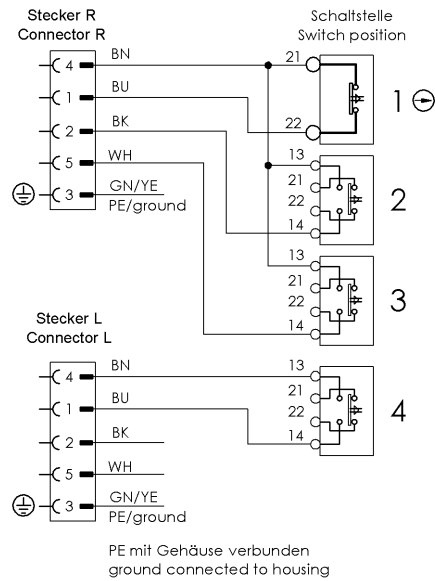 Stecker R
Connector R
Schaltstelle
Switch position
4 BN 21
1 BU 22
2 BK
5 WH
3 GN/YE
PE/ground
1
13
21
22
14
2
13
21
22
14
3
Stecker L
Connector L
4 BN 13
1 BU 21
2 BK 22
5 WH 14
3 GN/YE
PE/ground
4
PE mit Gehäuse verbunden
ground connected to housing